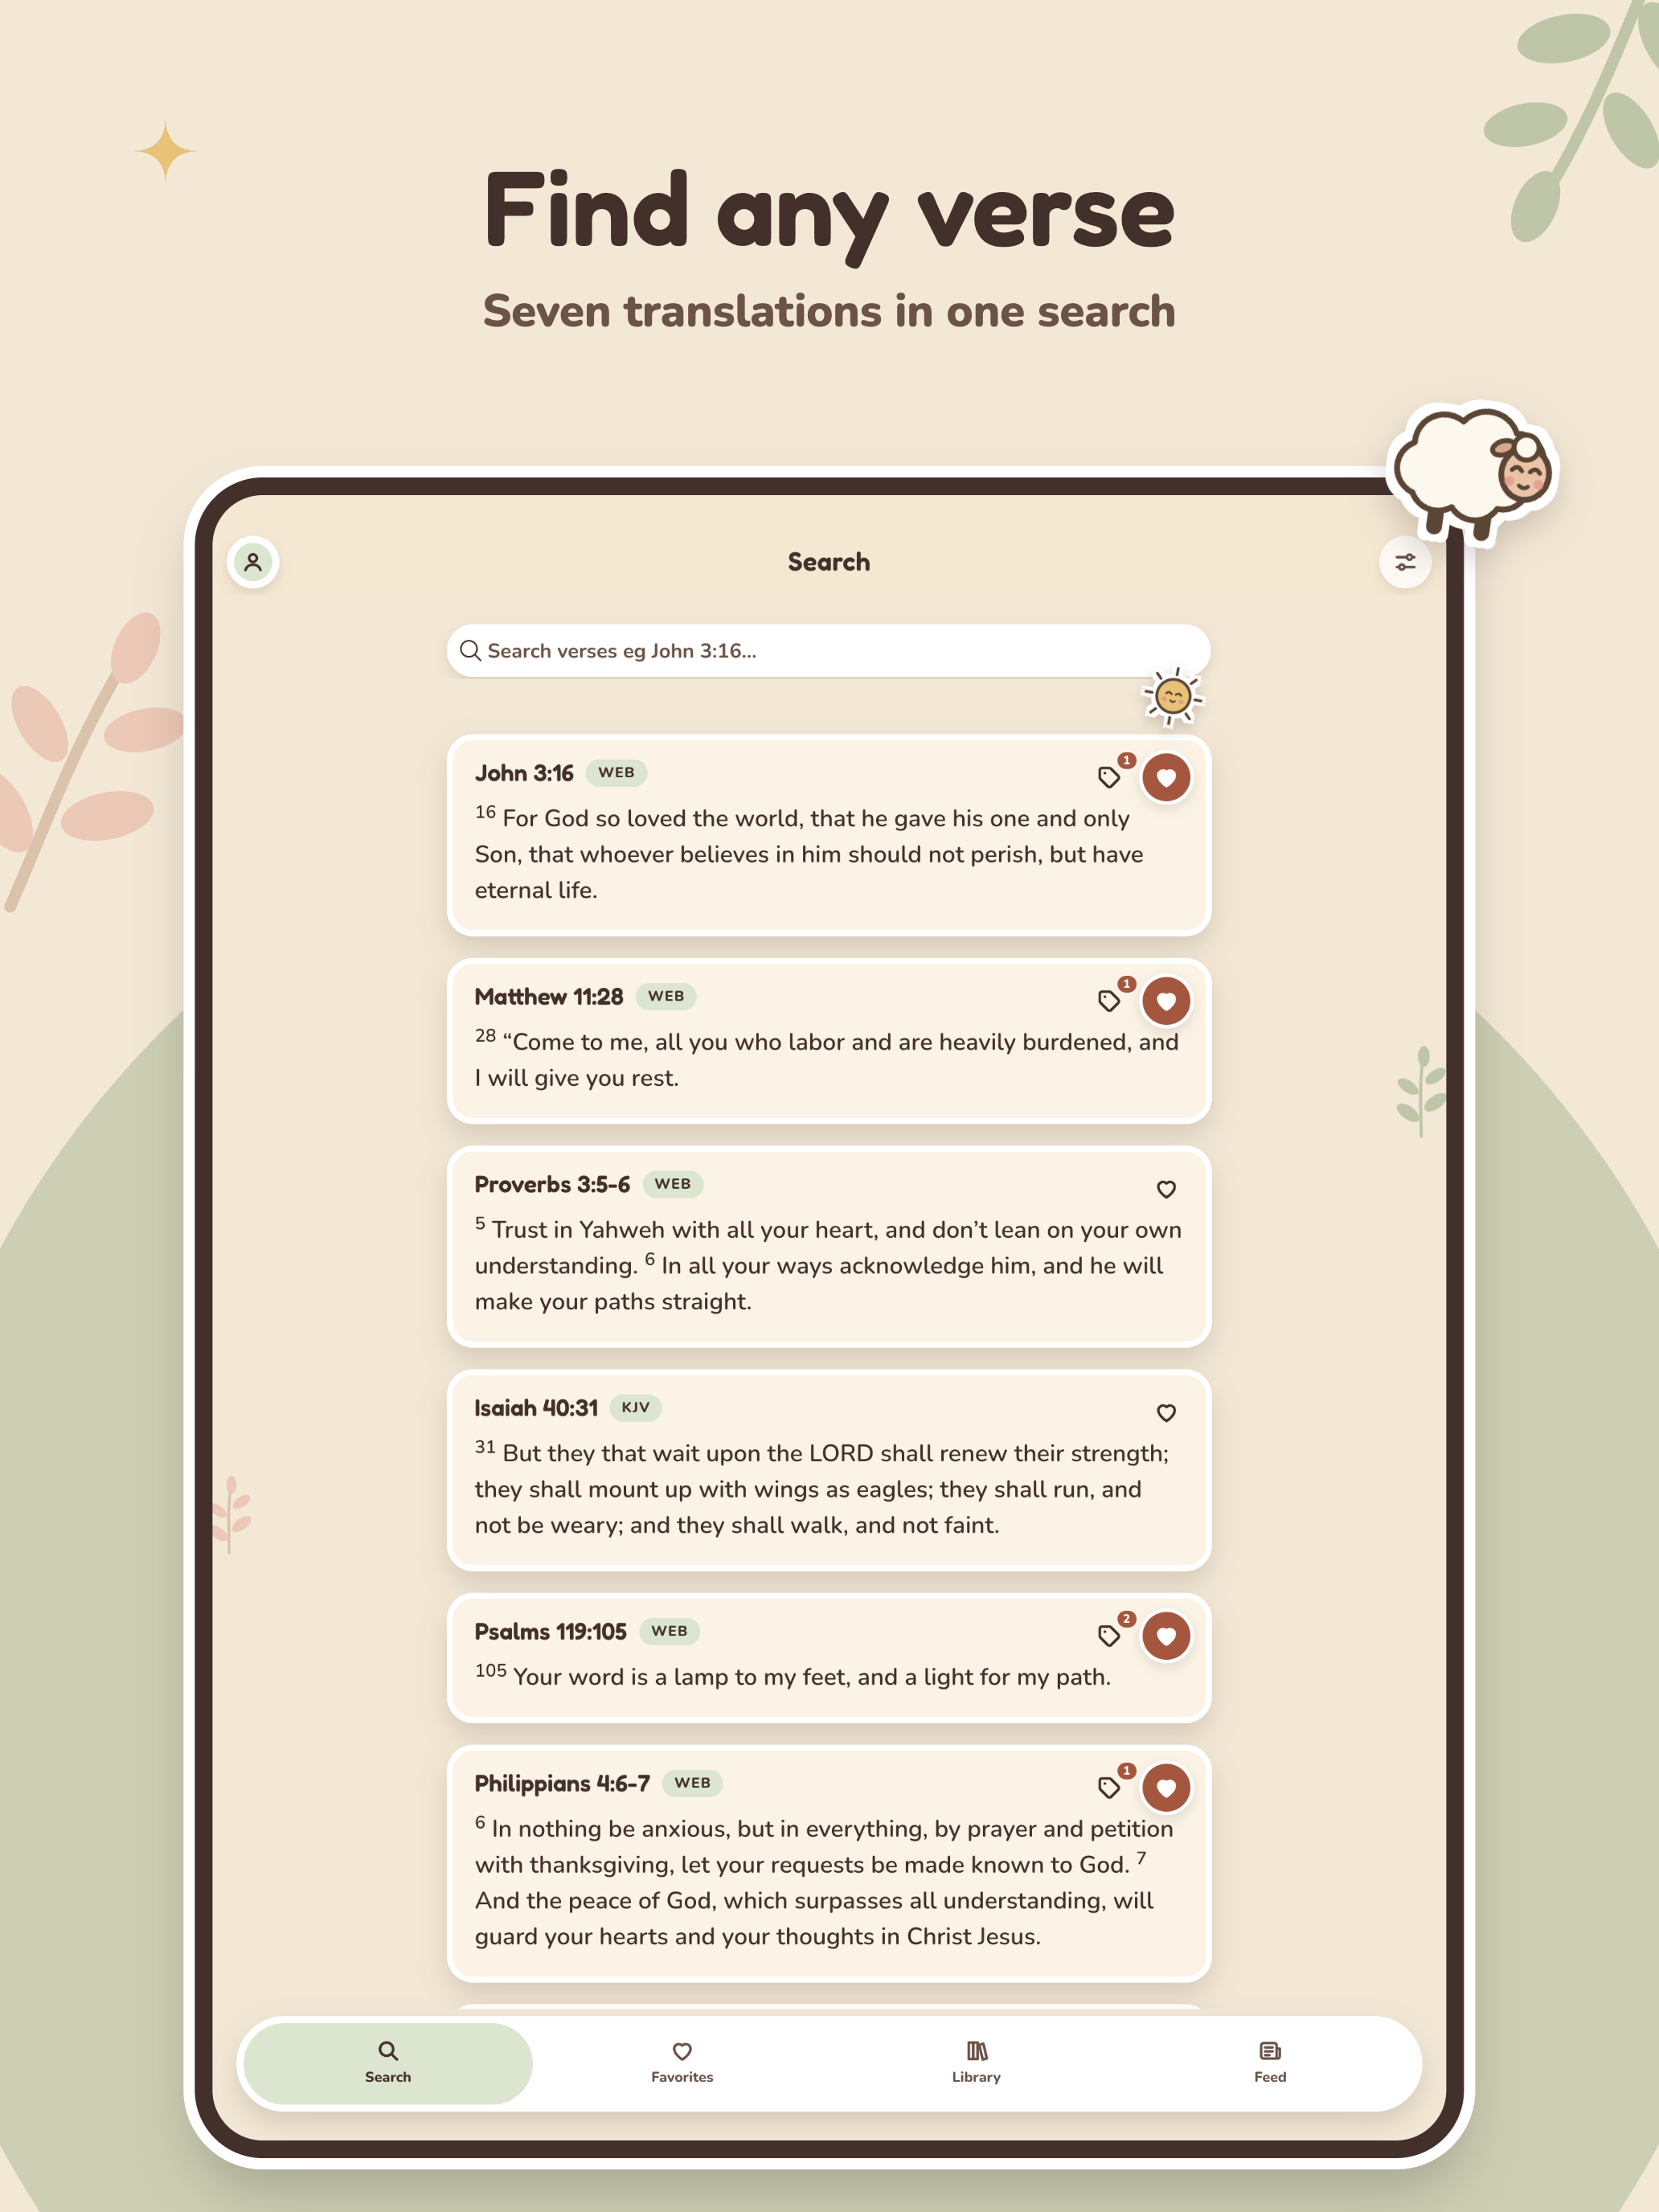 Find any verse
Seven translations in one search
Search
Search verses eg John 3:16...
John 3:16 WEB 1
16 For God so loved the world, that he gave his one and only
Son, that whoever believes in him should not perish, but have
eternal life.
Matthew 11:28 WEB 1
28 “Come to me, all you who labor and are heavily burdened, and
I will give you rest.
Proverbs 3:5-6 WEB
5 Trust in Yahweh with all your heart, and don’t lean on your own
understanding. 6 In all your ways acknowledge him, and he will
make your paths straight.
Isaiah 40:31 KJV
31 But they that wait upon the LORD shall renew their strength;
they shall mount up with wings as eagles; they shall run, and
not be weary; and they shall walk, and not faint.
Psalms 119:105 WEB 2
105 Your word is a lamp to my feet, and a light for my path.
Philippians 4:6-7 WEB 1
6 In nothing be anxious, but in everything, by prayer and petition
with thanksgiving, let your requests be made known to God. 7
And the peace of God, which surpasses all understanding, will
guard your hearts and your thoughts in Christ Jesus.
Search Favorites Library Feed